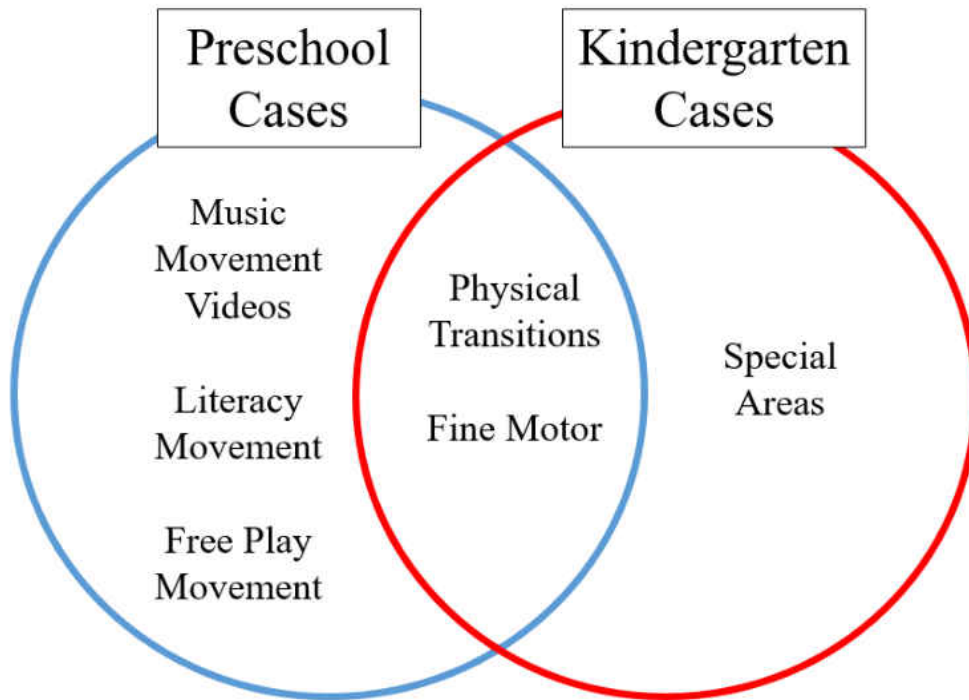 Preschool
Cases
Kindergarten
Cases
Music
Movement
Videos
Literacy
Movement
Free Play
Movement
Physical
Transitions
Fine Motor
Special
Areas